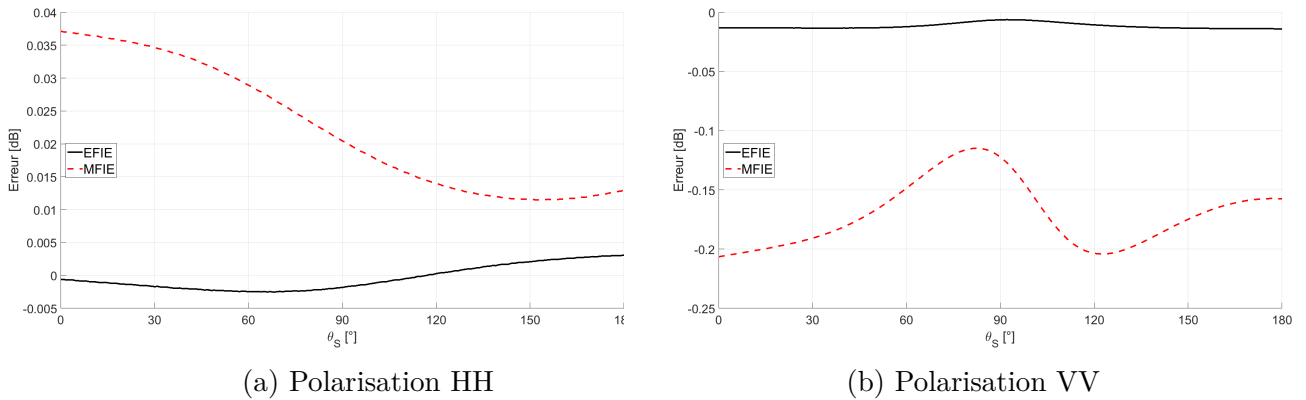 0.04
0.035
0.03
0.025
0.02
0.015
0.01
0.005
0
-0.005
Erreur [dB]
EFIE
MFIE
0 30 60 90 120 150 18
θS [°]
(a) Polarisation HH
0
-0.05
-0.1
-0.15
-0.2
-0.25
Erreur [dB]
EFIE
MFIE
0 30 60 90 120 150 180
θS [°]
(b) Polarisation VV